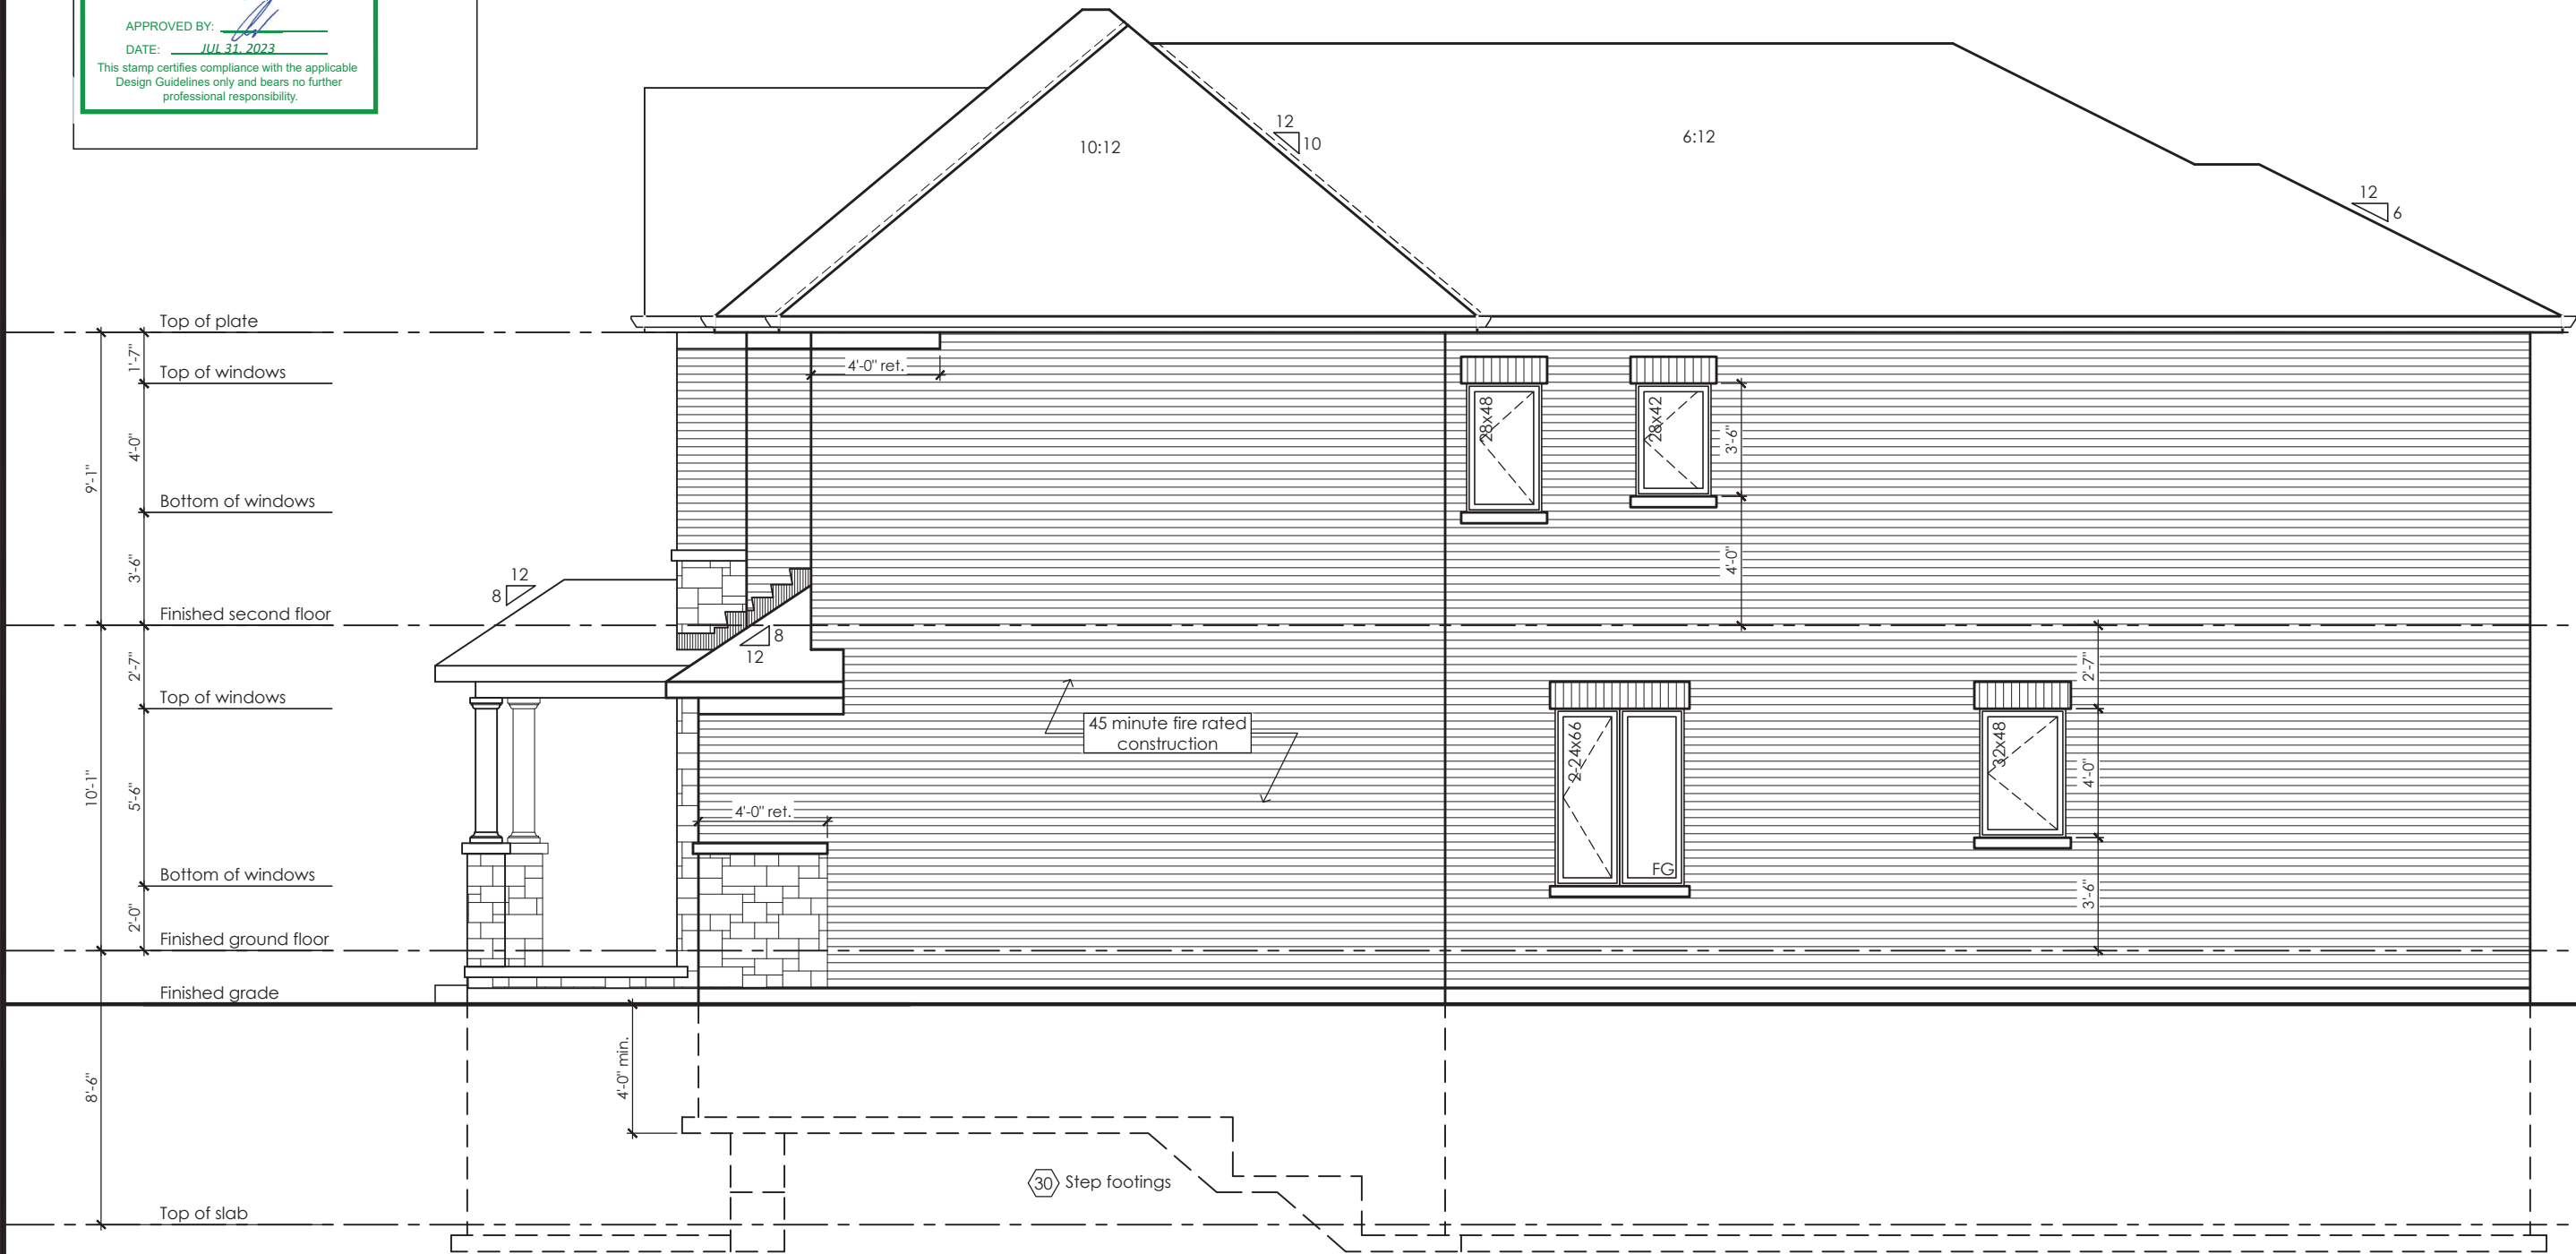 APPROVED BY:
DATE: JUL 31, 2023
This stamp certifies compliance with the applicable
Design Guidelines only and bears no further
professional responsibility.
12
10
10:12
6:12
12
6
Top of plate
1'-7"
Top of windows
4'-0" ret.
28x48
28x42
3'-6"
4'-0"
9'-1"
Bottom of windows
3'-6"
4'-0"
12
8
Finished second floor
8
12
2'-7"
2'-7"
Top of windows
45 minute fire rated
construction
2-24x66
32x48
10'-1"
5'-6"
4'-0"
4'-0" ret.
FG
Bottom of windows
3'-6"
2'-0"
Finished ground floor
Finished grade
4'-0" min.
8'-6"
30 Step footings
Top of slab